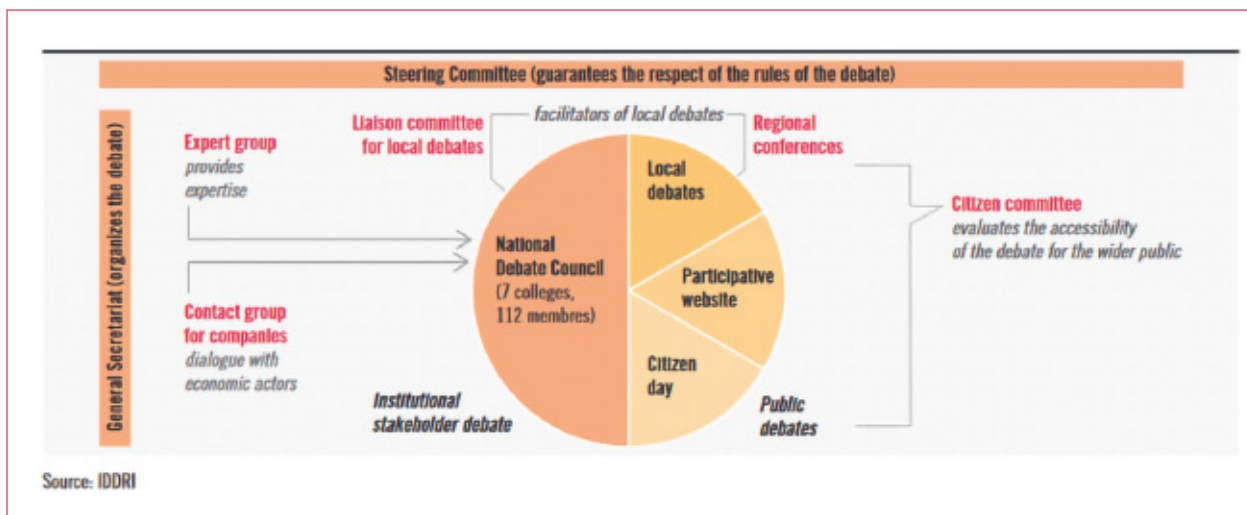 Steering Committee (guarantees the respect of the rules of the debate)
General Secretariat (organizes the debate)
Expert group
provides
expertise
Contact group
for companies
dialogue with
economic actors
Liaison committee
for local debates
facilitators of local debates
Regional
conferences
National
Debate Council
(7 colleges,
112 membres)
Local
debates
Participative
website
Citizen
day
Institutional
stakeholder debate
Public
debates
Citizen committee
evaluates the accessibility
of the debate for the wider public
Source: IDDRI